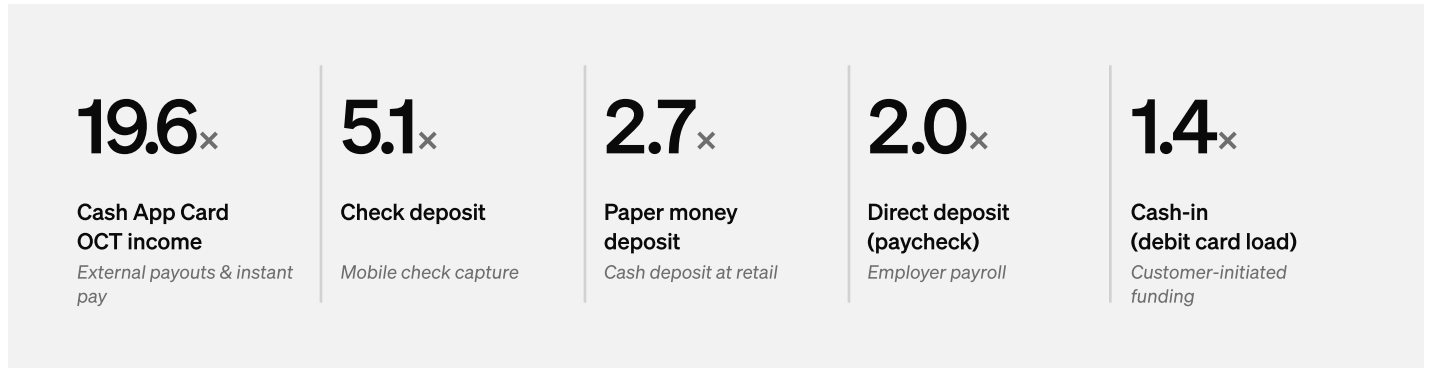 19.6×
Cash App Card
OCT income
External payouts & instant
pay
5.1×
Check deposit
Mobile check capture
2.7×
Paper money
deposit
Cash deposit at retail
2.0×
Direct deposit
(paycheck)
Employer payroll
1.4×
Cash-in
(debit card load)
Customer-initiated
funding